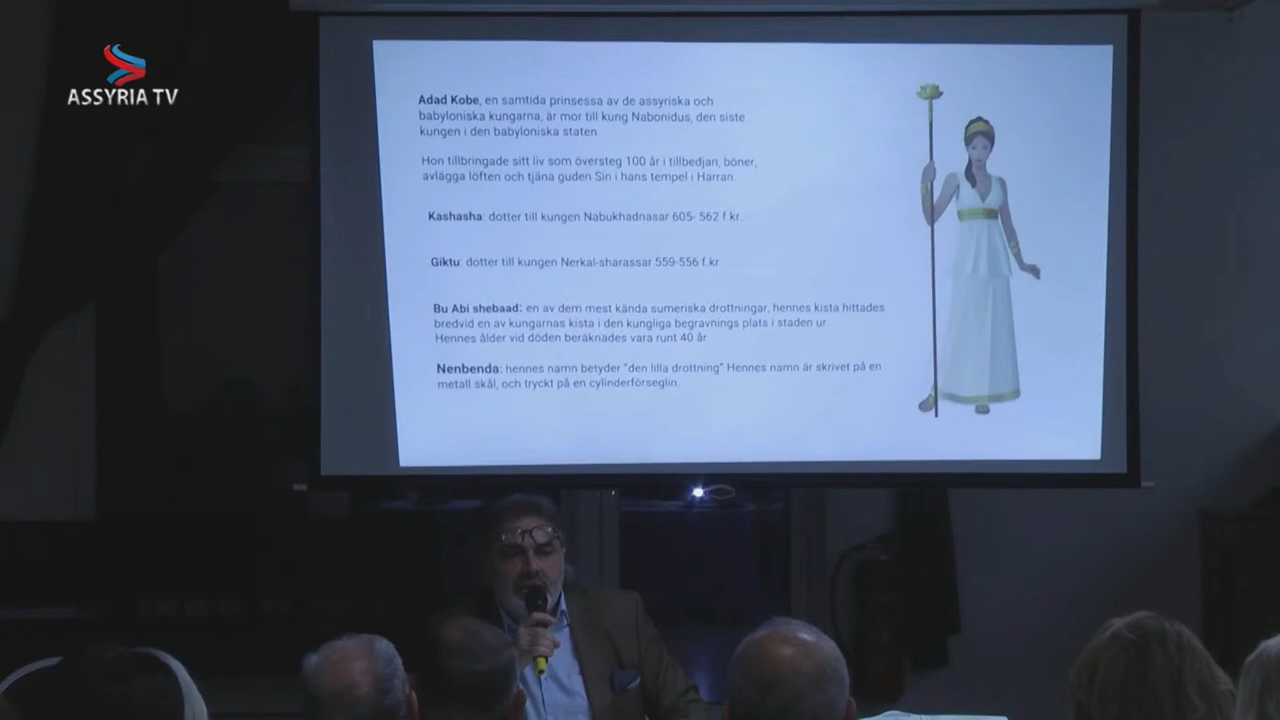 ASSYRIA TV
Adad Kobe, en samtida prinsessa av de assyriska och
babyloniska kungarna, är mor till kung Nabonidus, den siste
kungen i den babyloniska staten
Hon tillbringade sitt liv som översteg 100 år i tillbedjan, böner,
avlägga löften och tjäna guden Sin i hans tempel i Harran.
Kashasha: dotter till kungen Nabukhadnasar 605- 562 f.kr.
Giktu: dotter till kungen Nerkal-sharassar 559-556 f.kr
Bu Abi shebaad: en av dem mest kända sumeriska drottningar, hennes kista hittades
bredvid en av kungarnas kista i den kungliga begravnings plats i staden ur.
Hennes ålder vid döden beräknades vara runt 40 år
Nenbenda: hennes namn betyder "den lilla drottning" Hennes namn är skrivet på en
metall skål, och tryckt på en cylinderförseglin.